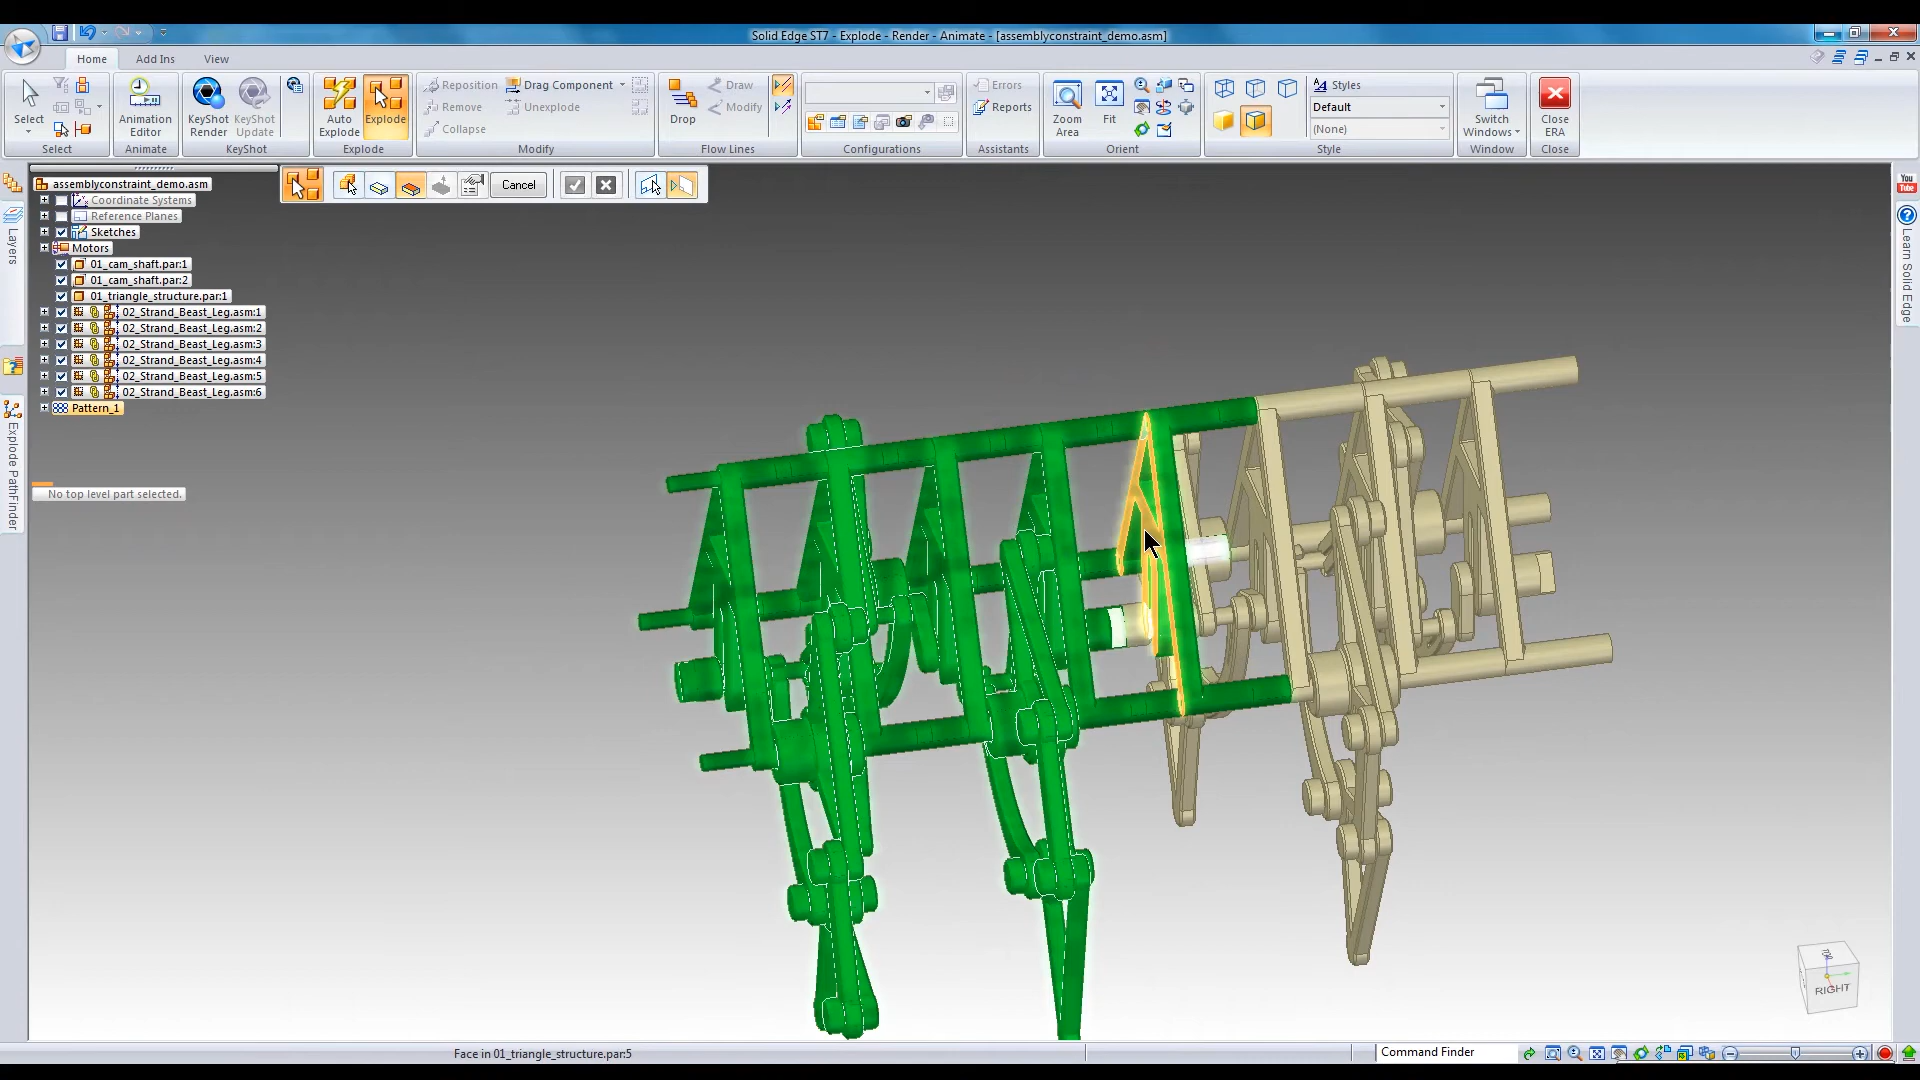 Solid Edge ST7 - Explode - Render - Animate - [assemblyconstraint_demo.asm]
Home Add Ins View
Select
Select
Animation Editor
Animate
KeyShot Render
KeyShot Update
KeyShot
Auto Explode
Explode
Explode
Reposition
Remove
Collapse
Drag Component
Unexplode
Modify
Drop
Draw
Modify
Flow Lines
Configurations
Errors
Reports
Assistants
Zoom Area
Fit
Orient
Styles
Default
(None)
Style
Switch Windows
Window
Close ERA
Close
Cancel
assemblyconstraint_demo.asm
Coordinate Systems
Reference Planes
Sketches
Motors
01_cam_shaft.par:1
01_cam_shaft.par:2
01_triangle_structure.par:1
02_Strand_Beast_Leg.asm:1
02_Strand_Beast_Leg.asm:2
02_Strand_Beast_Leg.asm:3
02_Strand_Beast_Leg.asm:4
02_Strand_Beast_Leg.asm:5
02_Strand_Beast_Leg.asm:6
Pattern_1
No top level part selected.
Layers
Explode PathFinder
You Tube
Learn Solid Edge
RIGHT
Face in 01_triangle_structure.par:5
Command Finder